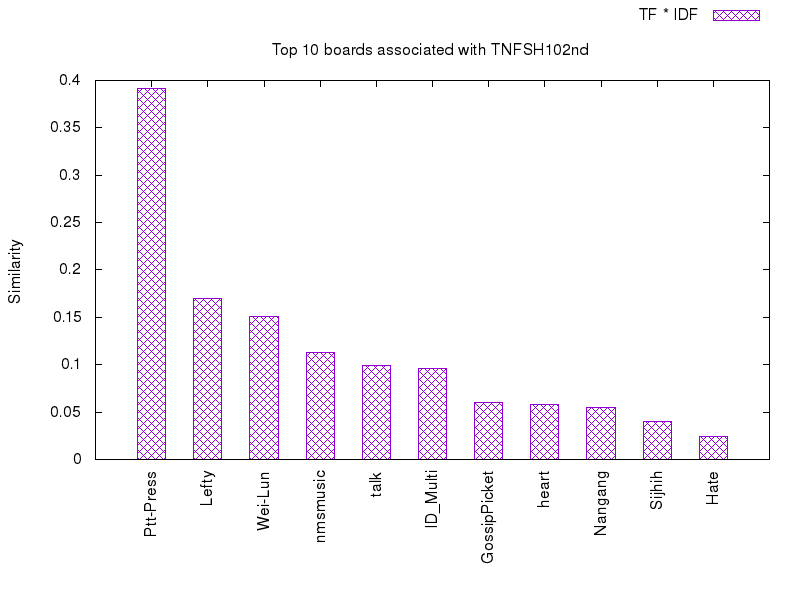 TF * IDF
Top 10 boards associated with TNFSH102nd
Similarity
0.4
0.35
0.3
0.25
0.2
0.15
0.1
0.05
0
Ptt-Press
Lefty
Wei-Lun
nmsmusic
talk
ID_Multi
GossipPicket
heart
Nangang
Sijhih
Hate